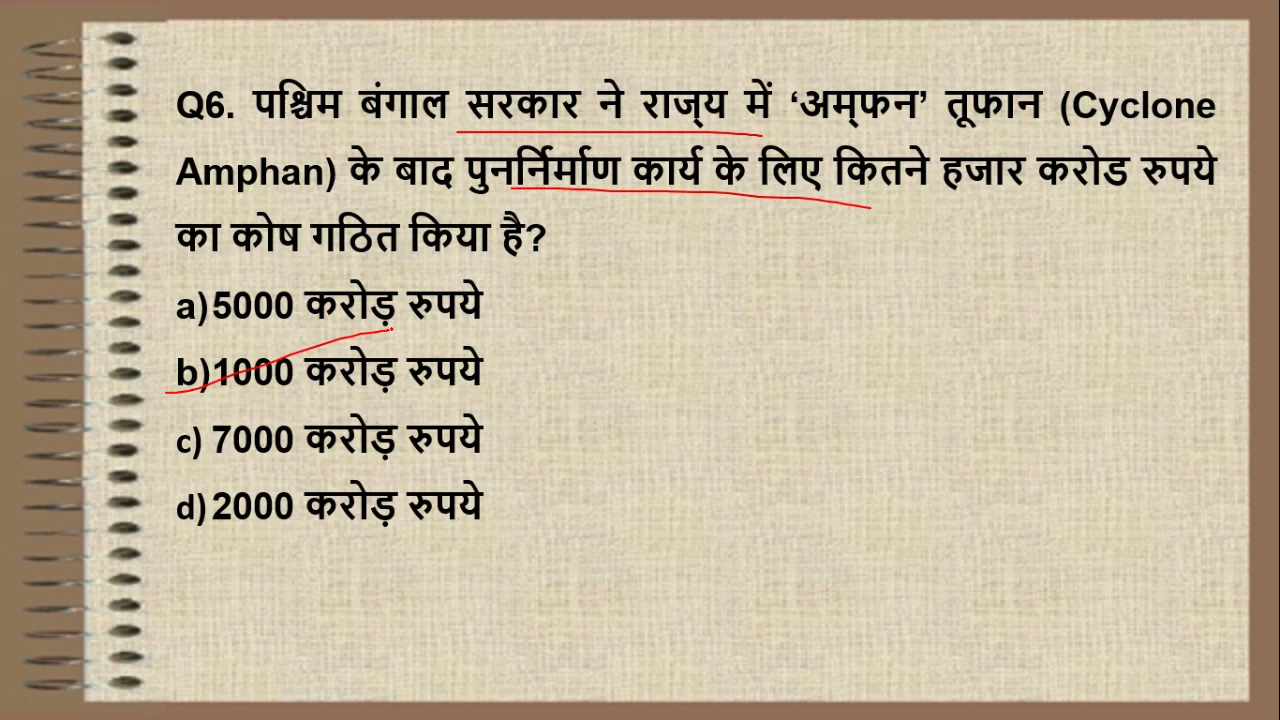 Q6. पश्चिम बंगाल सरकार ने राज्य में ‘अम्फन’ तूफान (Cyclone
Amphan) के बाद पुनर्निर्माण कार्य के लिए कितने हजार करोड रुपये
का कोष गठित किया है?
a)5000 करोड़ रुपये
b)1000 करोड़ रुपये
c) 7000 करोड़ रुपये
d)2000 करोड़ रुपये